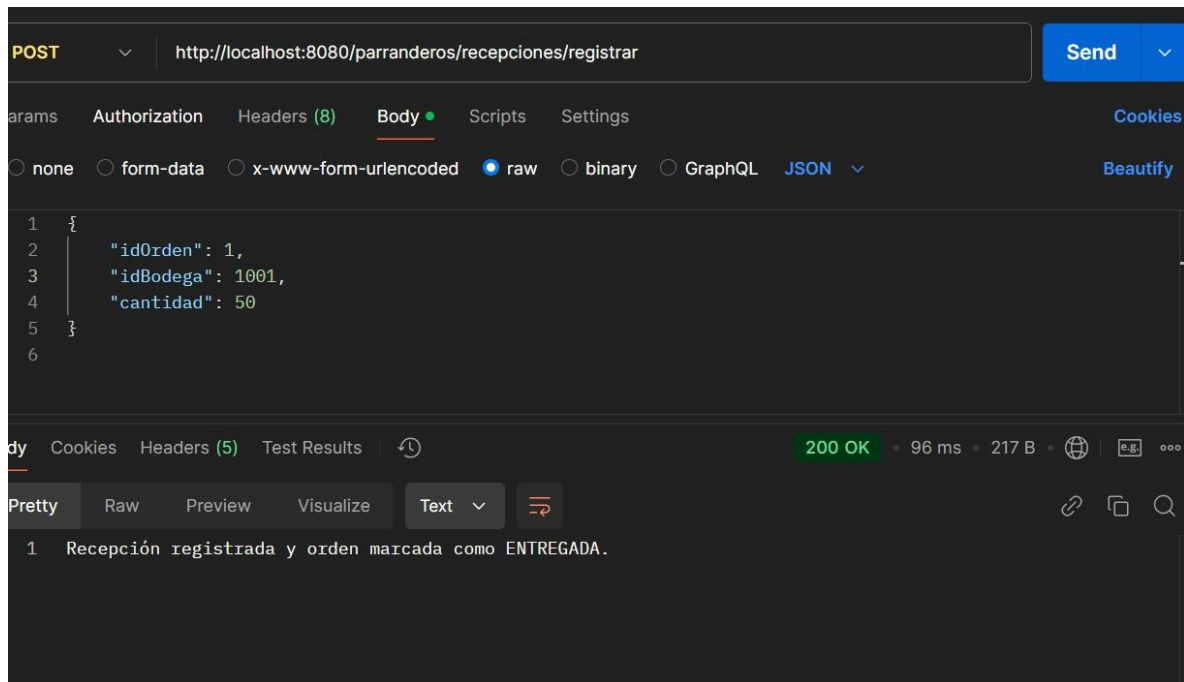 POST http://localhost:8080/parranderos/recepciones/registrar Send
arams Authorization Headers (8) Body Scripts Settings Cookies
none form-data x-www-form-urlencoded raw binary GraphQL JSON Beautify
1 {
2 "idOrden": 1,
3 "idBodega": 1001,
4 "cantidad": 50
5 }
6
dy Cookies Headers (5) Test Results 200 OK 96 ms 217 B e.g.
Pretty Raw Preview Visualize Text
1 Recepción registrada y orden marcada como ENTREGADA.